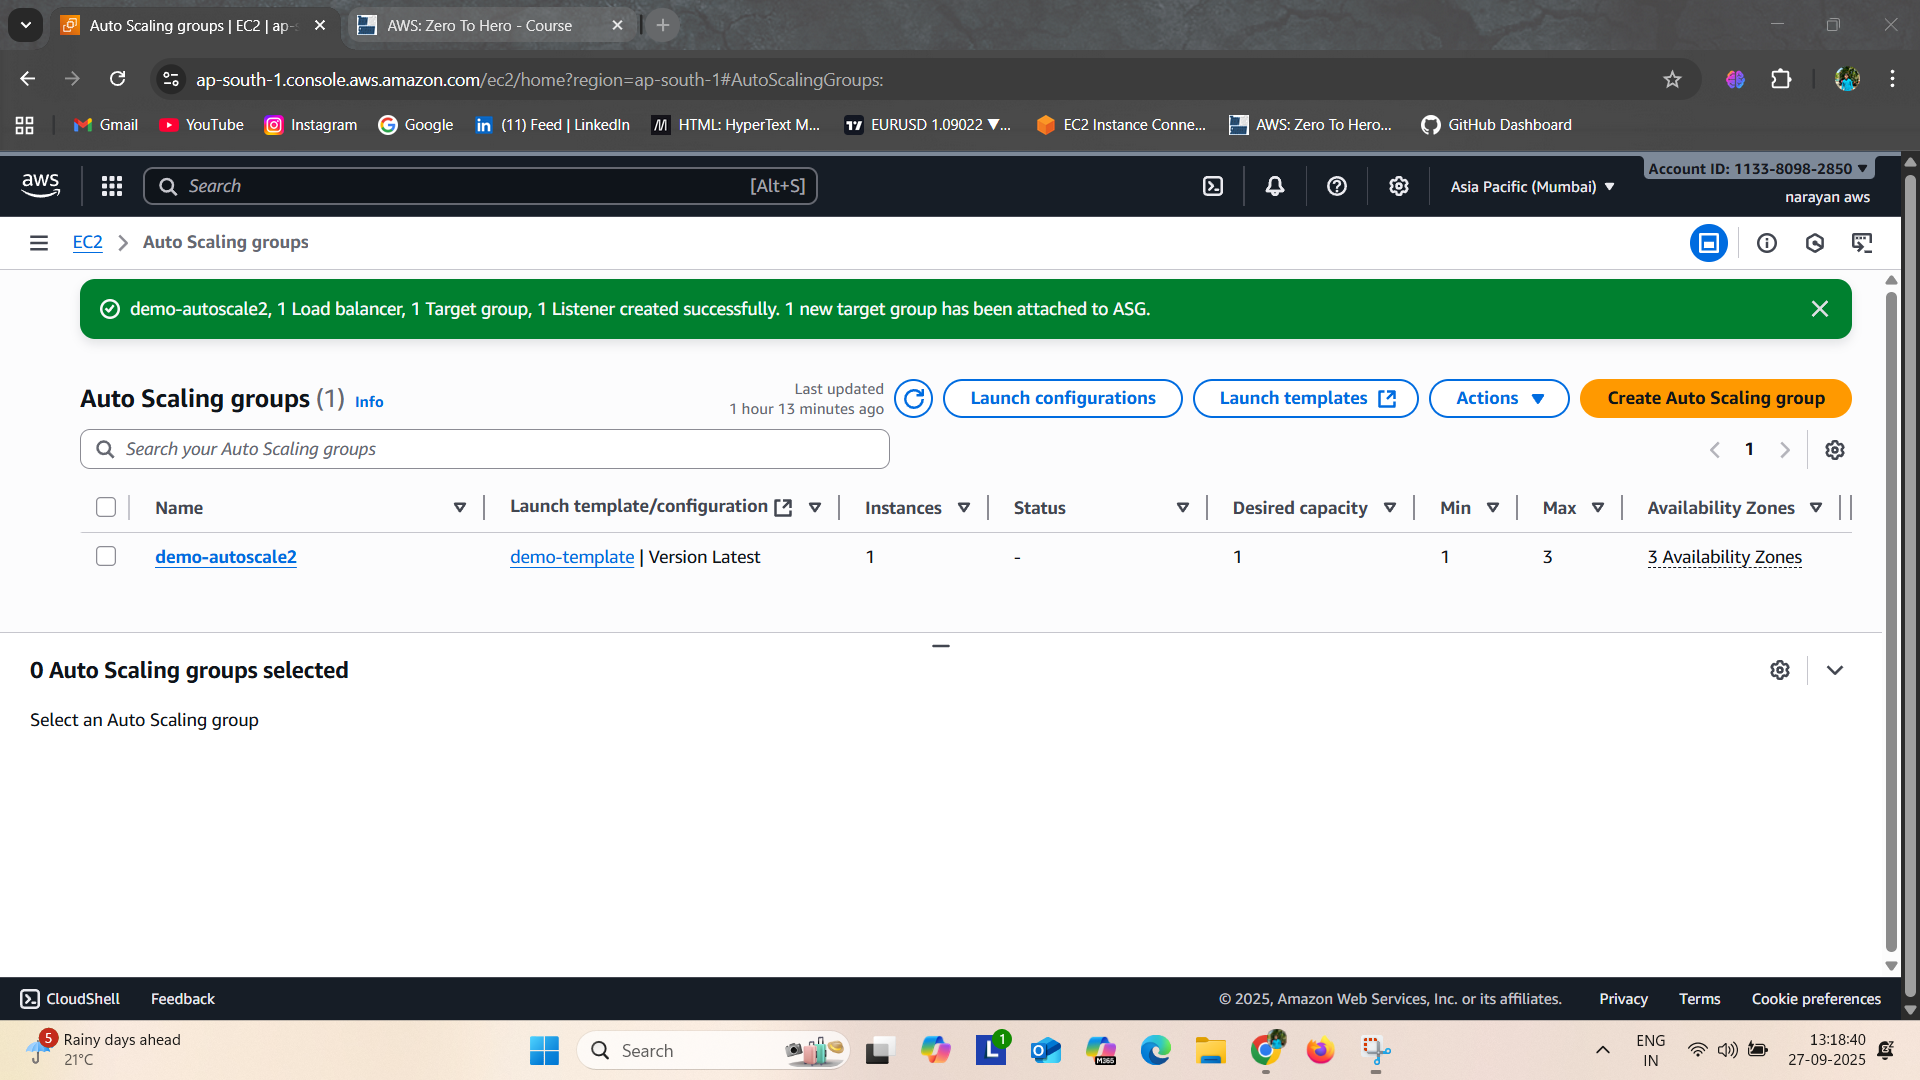 Auto Scaling groups | EC2 | ap-s
AWS: Zero To Hero - Course
ap-south-1.console.aws.amazon.com/ec2/home?region=ap-south-1#AutoScalingGroups:
Gmail
YouTube
Instagram
Google
(11) Feed | LinkedIn
HTML: HyperText M...
EURUSD 1.09022 ▼...
EC2 Instance Conne...
AWS: Zero To Hero...
GitHub Dashboard
aws
Search
[Alt+S]
Asia Pacific (Mumbai) ▼
Account ID: 1133-8098-2850 ▼
narayan aws
EC2
Auto Scaling groups
demo-autoscale2, 1 Load balancer, 1 Target group, 1 Listener created successfully. 1 new target group has been attached to ASG.
Auto Scaling groups (1)
Info
Last updated
1 hour 13 minutes ago
Launch configurations
Launch templates
Actions
Create Auto Scaling group
Search your Auto Scaling groups
1
Name
Launch template/configuration
Instances
Status
Desired capacity
Min
Max
Availability Zones
demo-autoscale2
demo-template | Version Latest
1
-
1
1
3
3 Availability Zones
0 Auto Scaling groups selected
Select an Auto Scaling group
CloudShell
Feedback
© 2025, Amazon Web Services, Inc. or its affiliates.
Privacy
Terms
Cookie preferences
5
Rainy days ahead
21°C
Search
L
1
M365
ENG
IN
13:18:40
27-09-2025